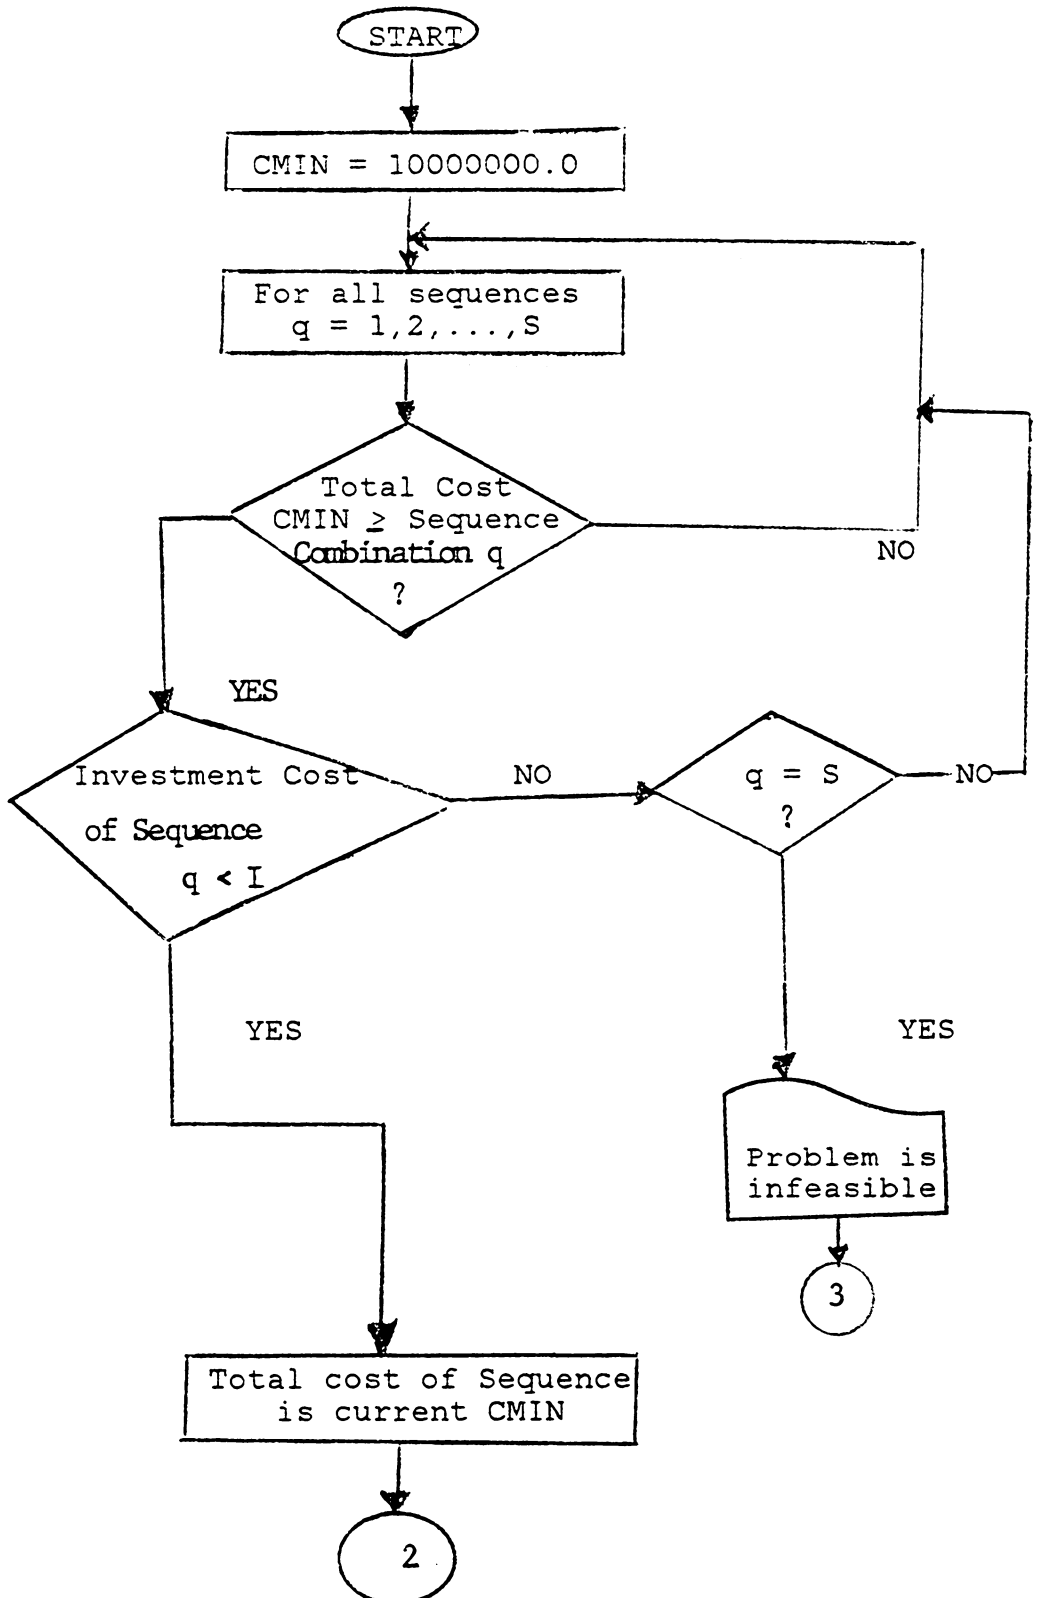 START
CMIN = 10000000.0
For all sequences
q = 1,2,...,S
Total Cost
CMIN ≥ Sequence
Combination q
?
NO
YES
Investment Cost
of Sequence
q < I
NO
q = S
?
NO
YES
YES
Problem is
infeasible
3
Total cost of Sequence
is current CMIN
2